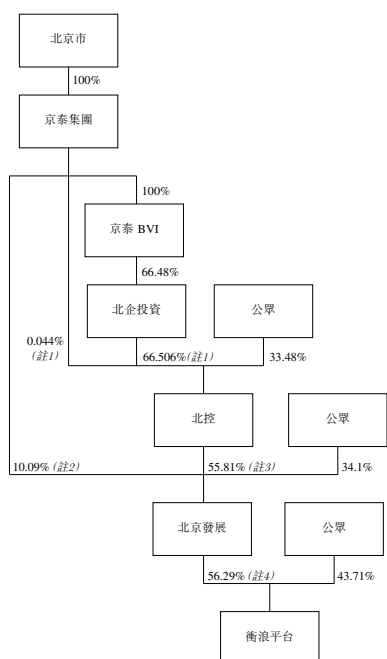 北京市
100%
京泰集團
100%
京泰 BVI
66.48%
北企投資
公眾
0.044%
(註1)
66.506% (註1)
33.48%
北控
公眾
10.09% (註2)
55.81% (註3)
34.1%
北京發展
公眾
56.29% (註4)
43.71%
衝浪平台